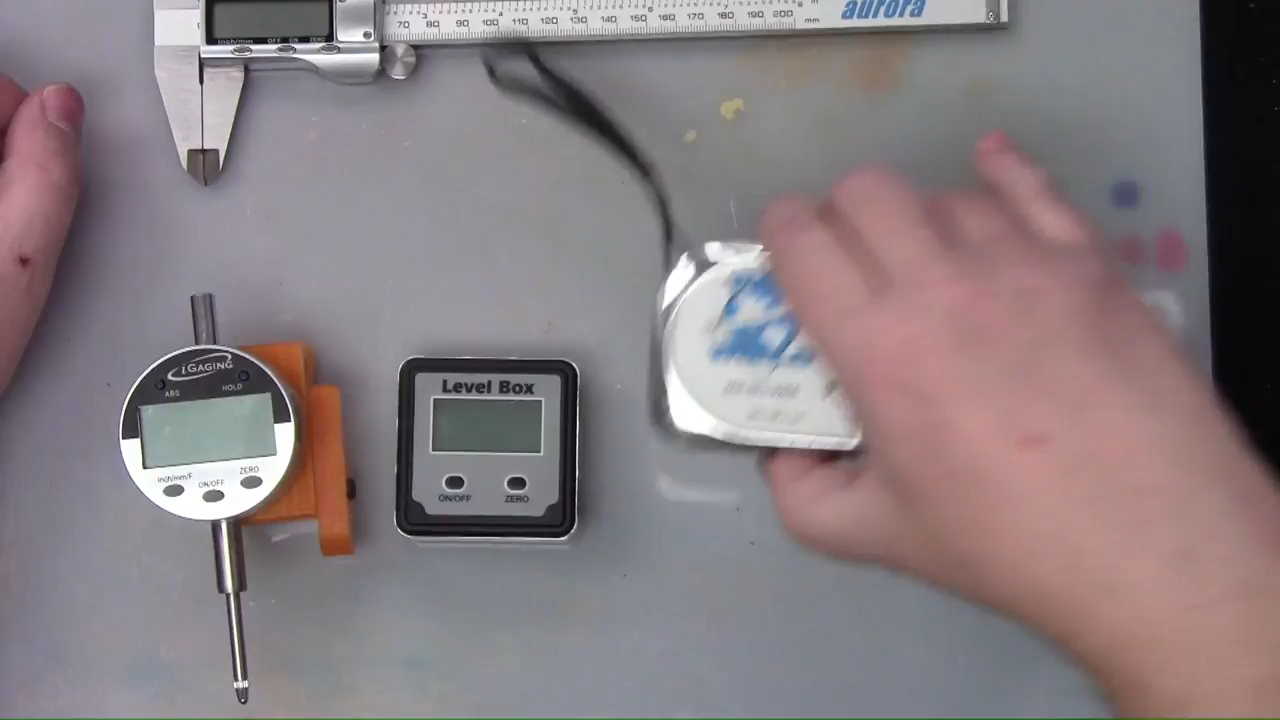 inch/mm OFF ON ZERO
70 80 90 100 110 120 130 140 150 160 170 180 190 200 mm
aurora
iGAGING
ABS HOLD
inch/mm/F ON/OFF ZERO
Level Box
ON/OFF ZERO